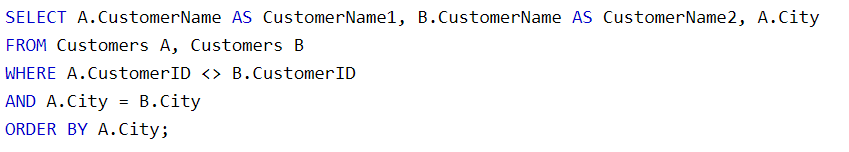 SELECT A.CustomerName AS CustomerName1, B.CustomerName AS CustomerName2, A.City
FROM Customers A, Customers B
WHERE A.CustomerID <> B.CustomerID
AND A.City = B.City
ORDER BY A.City;